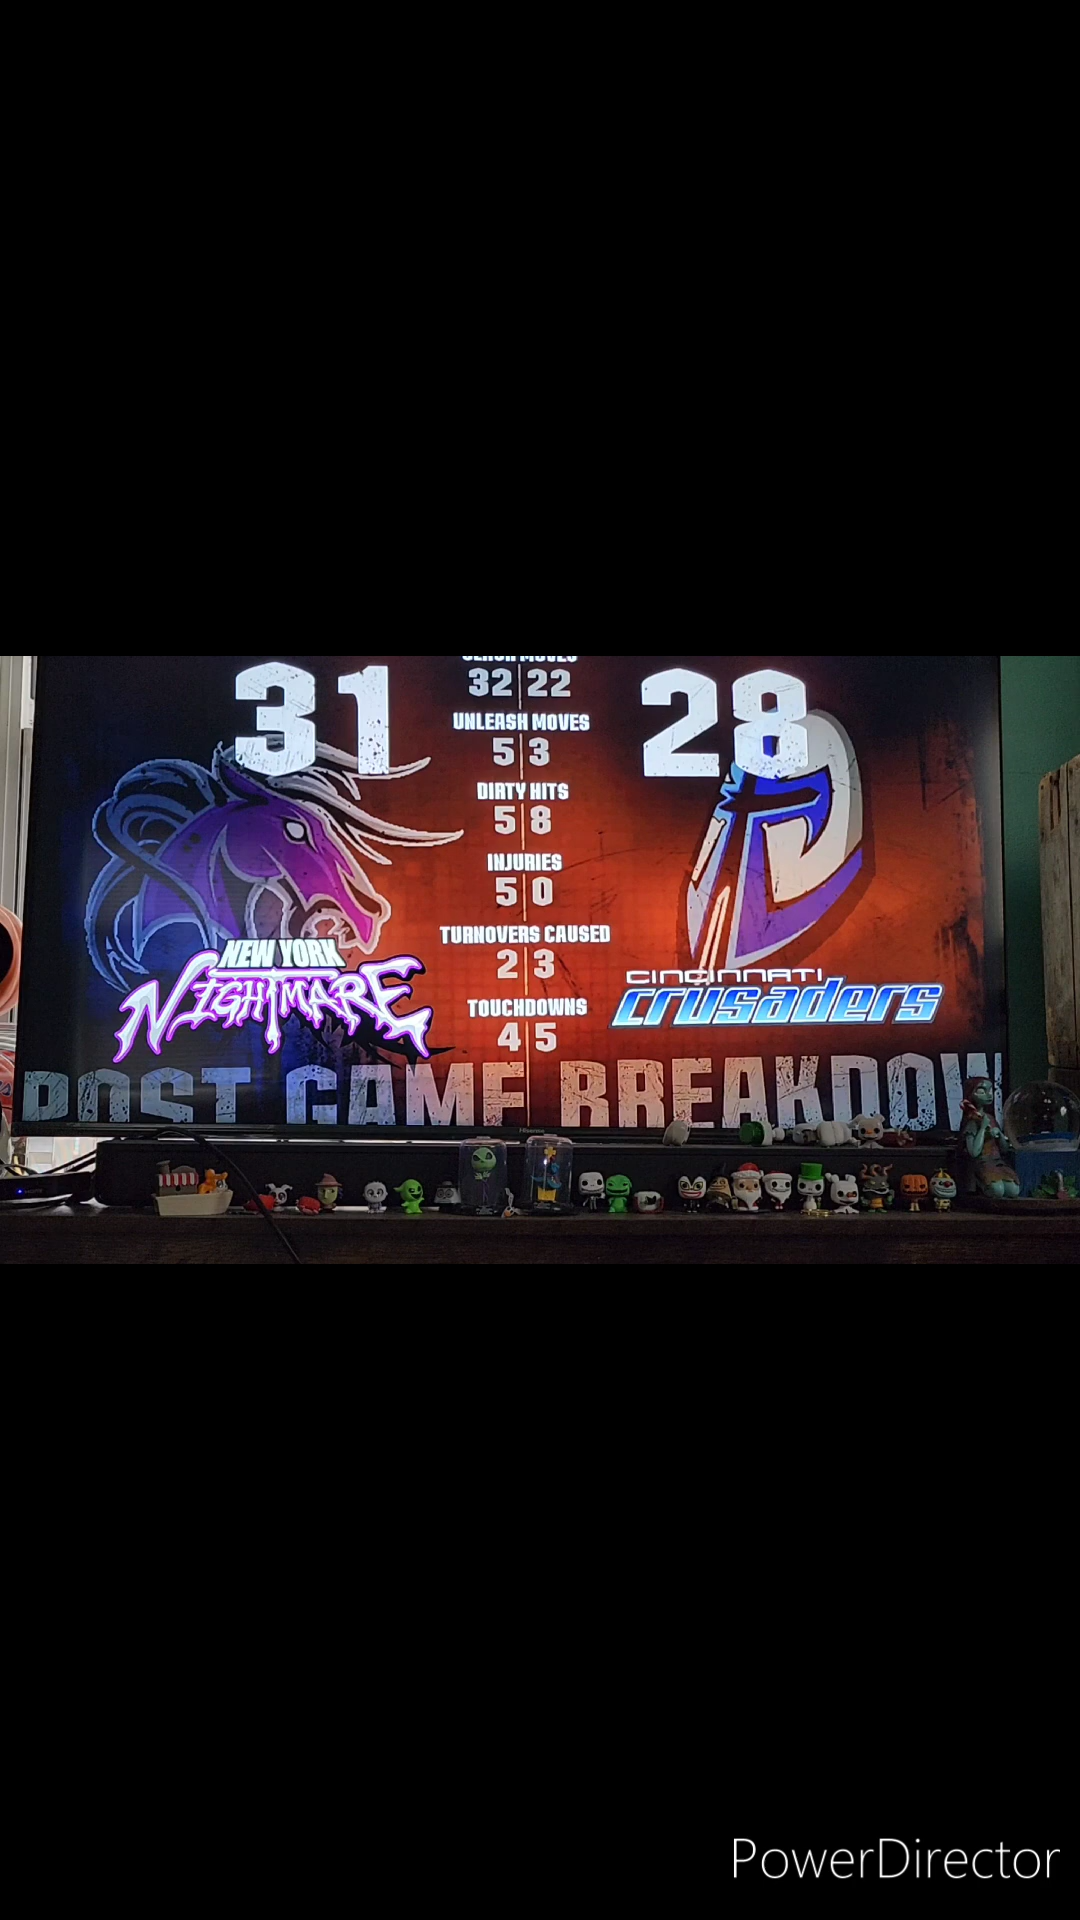 31
28
32 22
UNLEASH MOVES
5 3
DIRTY HITS
5 8
INJURIES
5 0
TURNOVERS CAUSED
2 3
TOUCHDOWNS
4 5
NEW YORK
NIGHTMARE
CINCINNATI
crusaders
POST GAME BREAKDOW
Hisense
PowerDirector